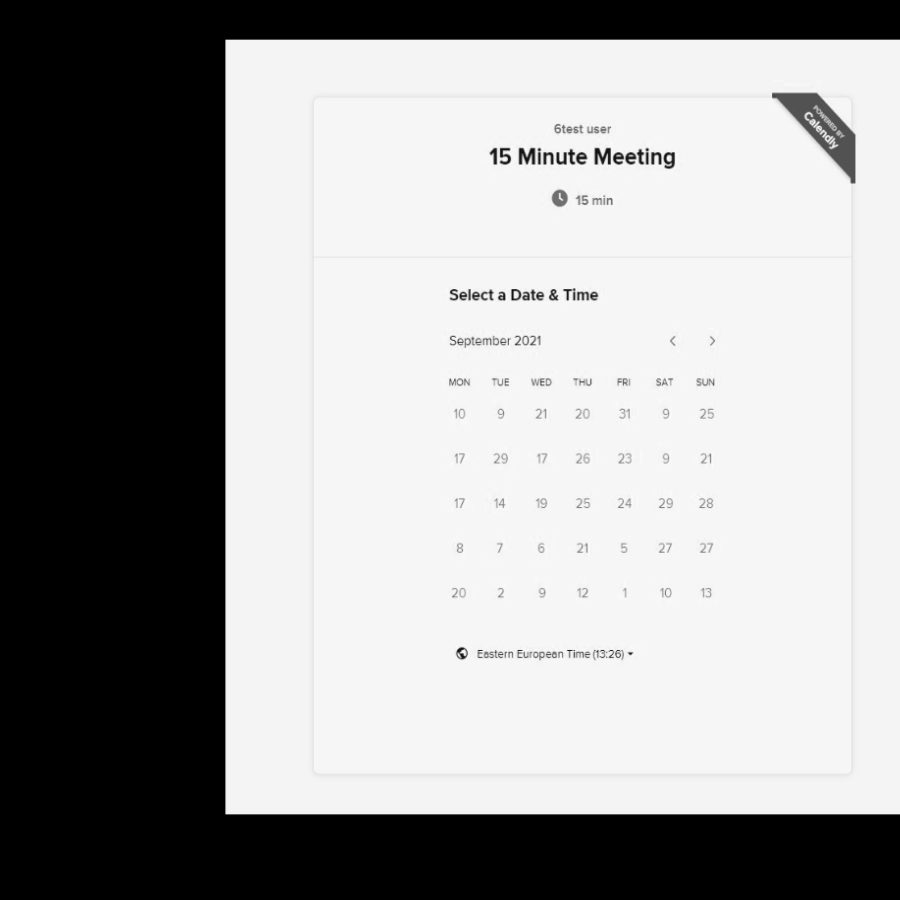 POWERED BY
Calendly
6test user
15 Minute Meeting
15 min
Select a Date & Time
September 2021
MON TUE WED THU FRI SAT SUN
10 9 21 20 31 9 25
17 29 17 26 23 9 21
17 14 19 25 24 29 28
8 7 6 21 5 27 27
20 2 9 12 1 10 13
Eastern European Time (13:26)